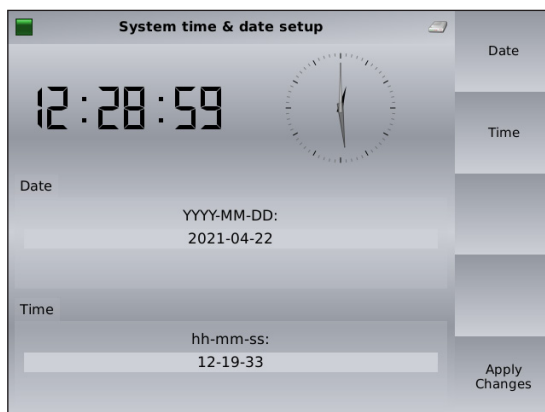 System time & date setup
12:28:59
Date
YYYY-MM-DD:
2021-04-22
Time
hh-mm-ss:
12-19-33
Date
Time
Apply
Changes